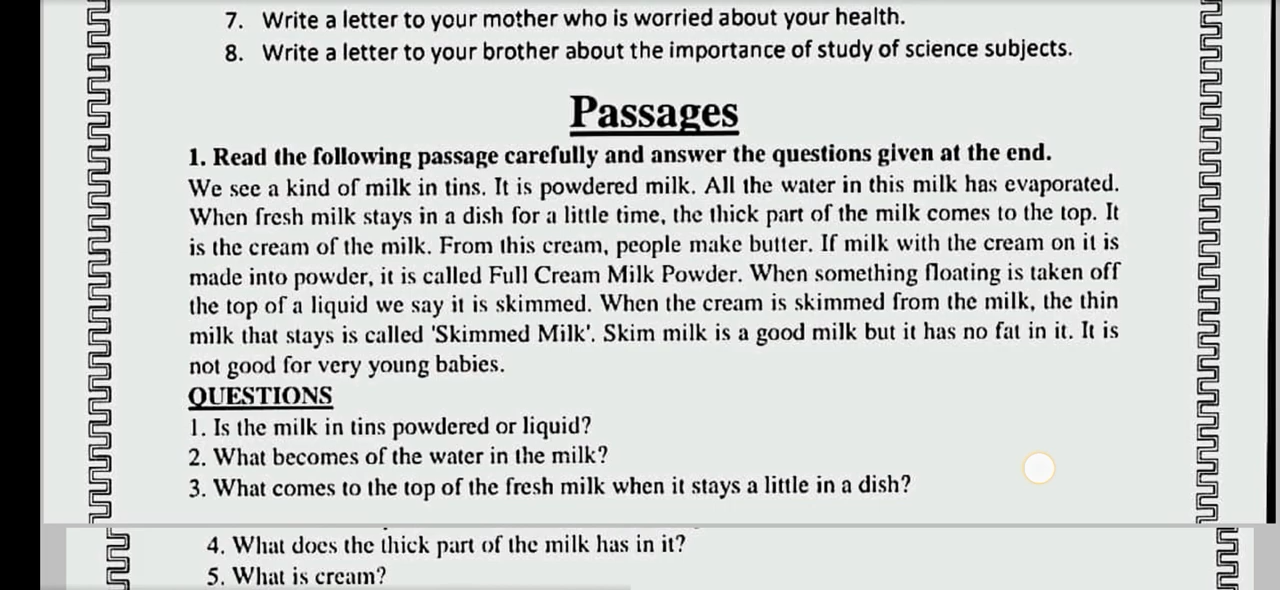 7. Write a letter to your mother who is worried about your health.
8. Write a letter to your brother about the importance of study of science subjects.
Passages
1. Read the following passage carefully and answer the questions given at the end.
We see a kind of milk in tins. It is powdered milk. All the water in this milk has evaporated.
When fresh milk stays in a dish for a little time, the thick part of the milk comes to the top. It
is the cream of the milk. From this cream, people make butter. If milk with the cream on it is
made into powder, it is called Full Cream Milk Powder. When something floating is taken off
the top of a liquid we say it is skimmed. When the cream is skimmed from the milk, the thin
milk that stays is called 'Skimmed Milk'. Skim milk is a good milk but it has no fat in it. It is
not good for very young babies.
QUESTIONS
1. Is the milk in tins powdered or liquid?
2. What becomes of the water in the milk?
3. What comes to the top of the fresh milk when it stays a little in a dish?
4. What does the thick part of the milk has in it?
5. What is cream?